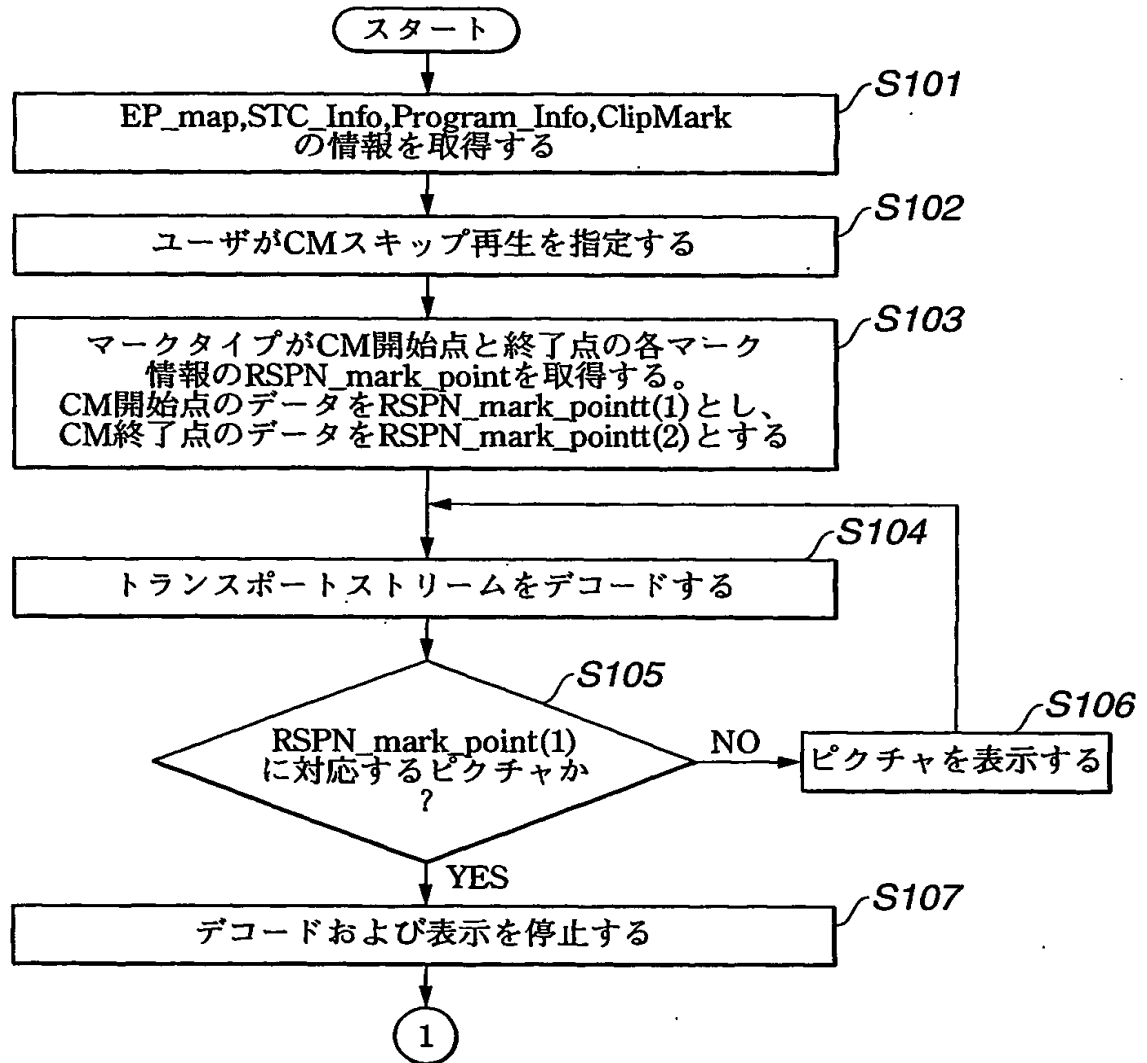 スタート
S101
EP_map,STC_Info,Program_Info,ClipMark
の情報を取得する
S102
ユーザがCMスキップ再生を指定する
S103
マークタイプがCM開始点と終了点の各マーク
情報のRSPN_mark_pointを取得する。
CM開始点のデータをRSPN_mark_pointt(1)とし、
CM終了点のデータをRSPN_mark_pointt(2)とする
S104
トランスポートストリームをデコードする
S105
RSPN_mark_point(1)
に対応するピクチャか
?
NO
S106
ピクチャを表示する
YES
S107
デコードおよび表示を停止する
1